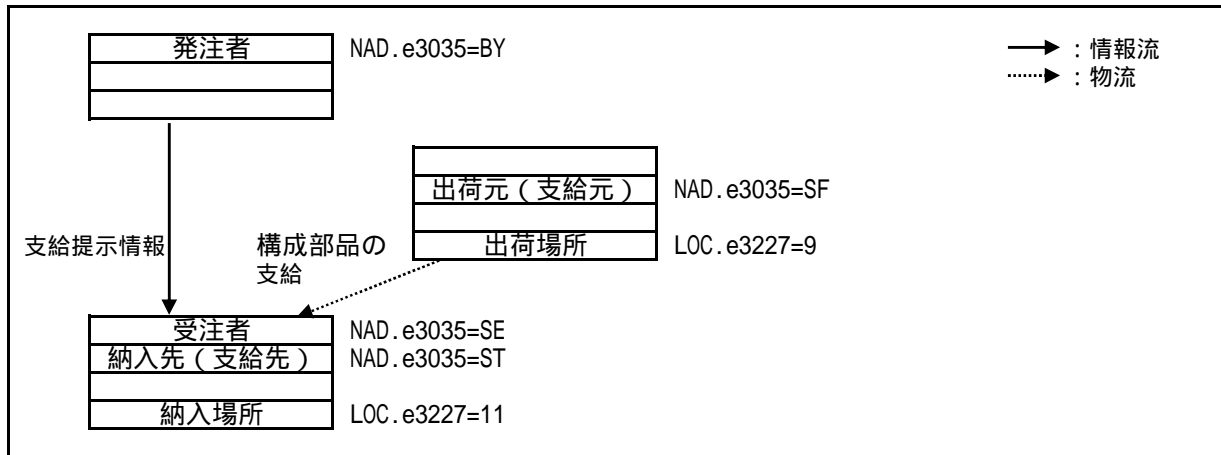 発注者 NAD.e3035=BY
：情報流
：物流
出荷元（支給元） NAD.e3035=SF
出荷場所 LOC.e3227=9
支給提示情報
構成部品の
支給
受注者 NAD.e3035=SE
納入先（支給先） NAD.e3035=ST
納入場所 LOC.e3227=11